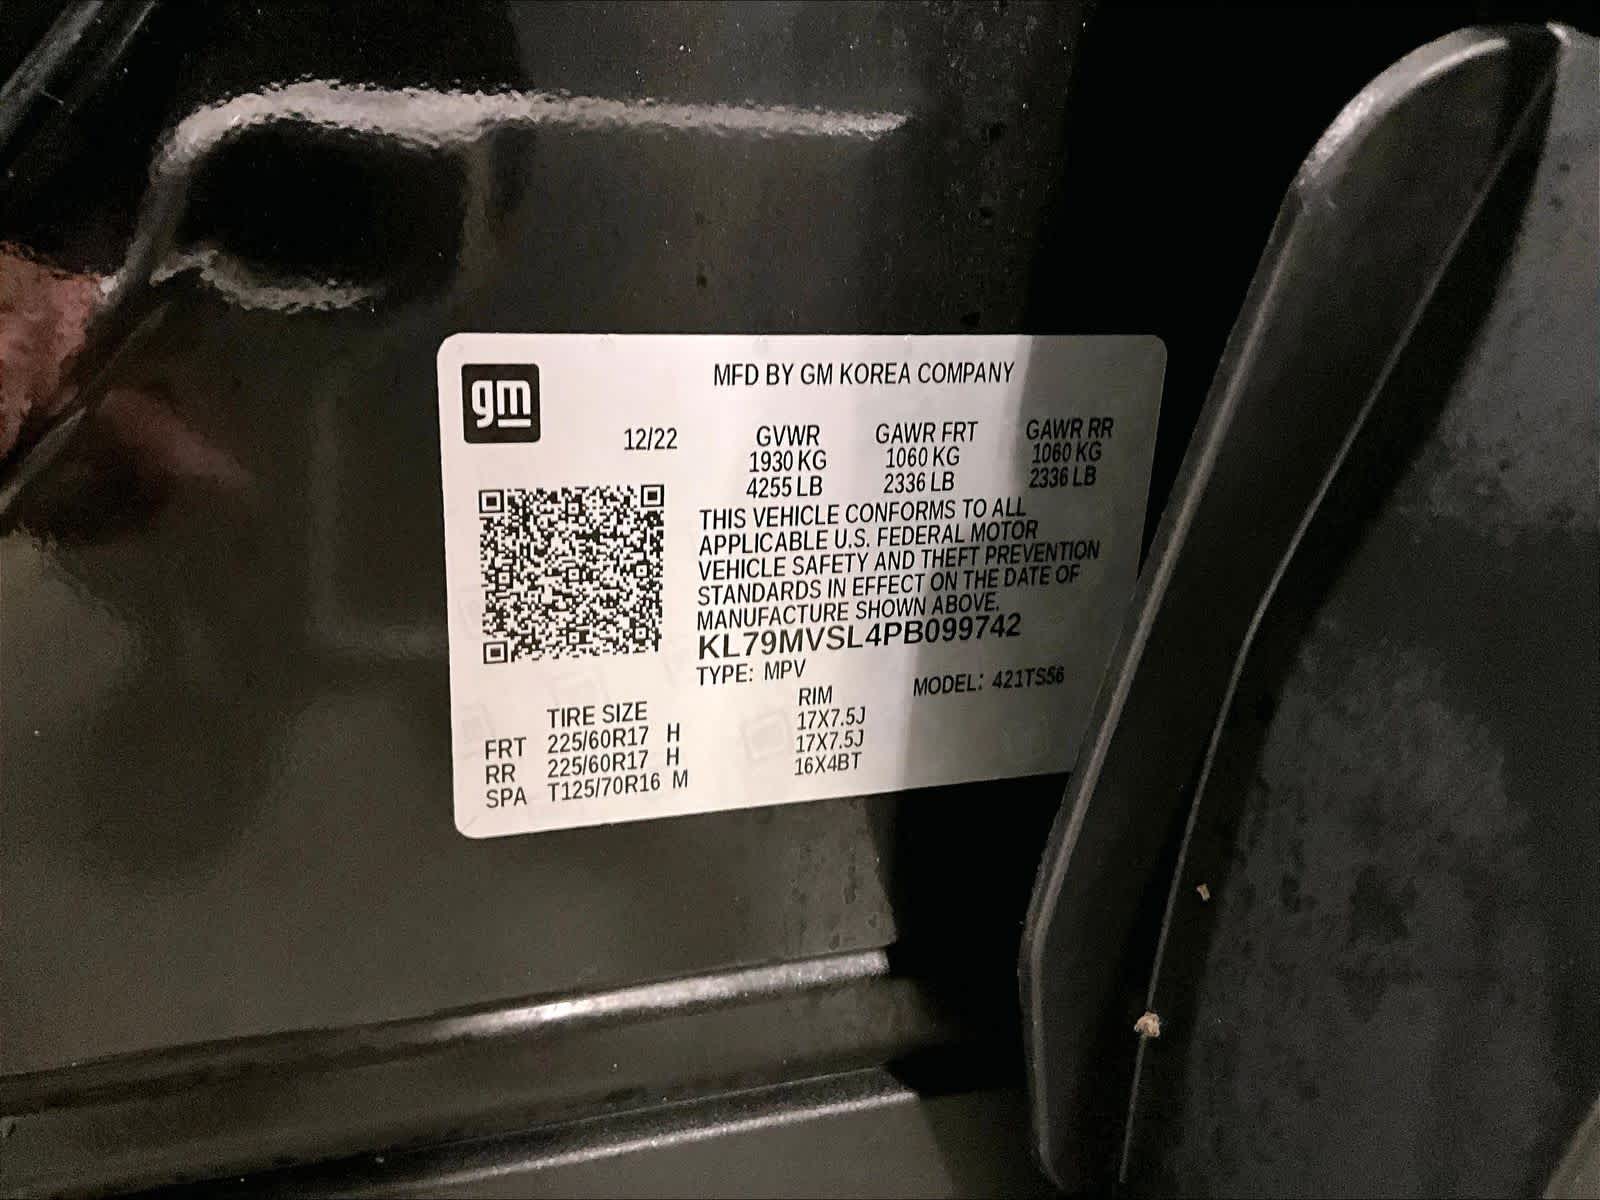 gm
MFD BY GM KOREA COMPANY
12/22 GVWR GAWR FRT GAWR RR
1930 KG 1060 KG 1060 KG
4255 LB 2336 LB 2336 LB
THIS VEHICLE CONFORMS TO ALL
APPLICABLE U.S. FEDERAL MOTOR
VEHICLE SAFETY AND THEFT PREVENTION
STANDARDS IN EFFECT ON THE DATE OF
MANUFACTURE SHOWN ABOVE.
KL79MVSL4PB099742
TYPE: MPV MODEL: 421TS56
TIRE SIZE RIM
FRT 225/60R17 H 17X7.5J
RR 225/60R17 H 17X7.5J
SPA T125/70R16 M 16X4BT